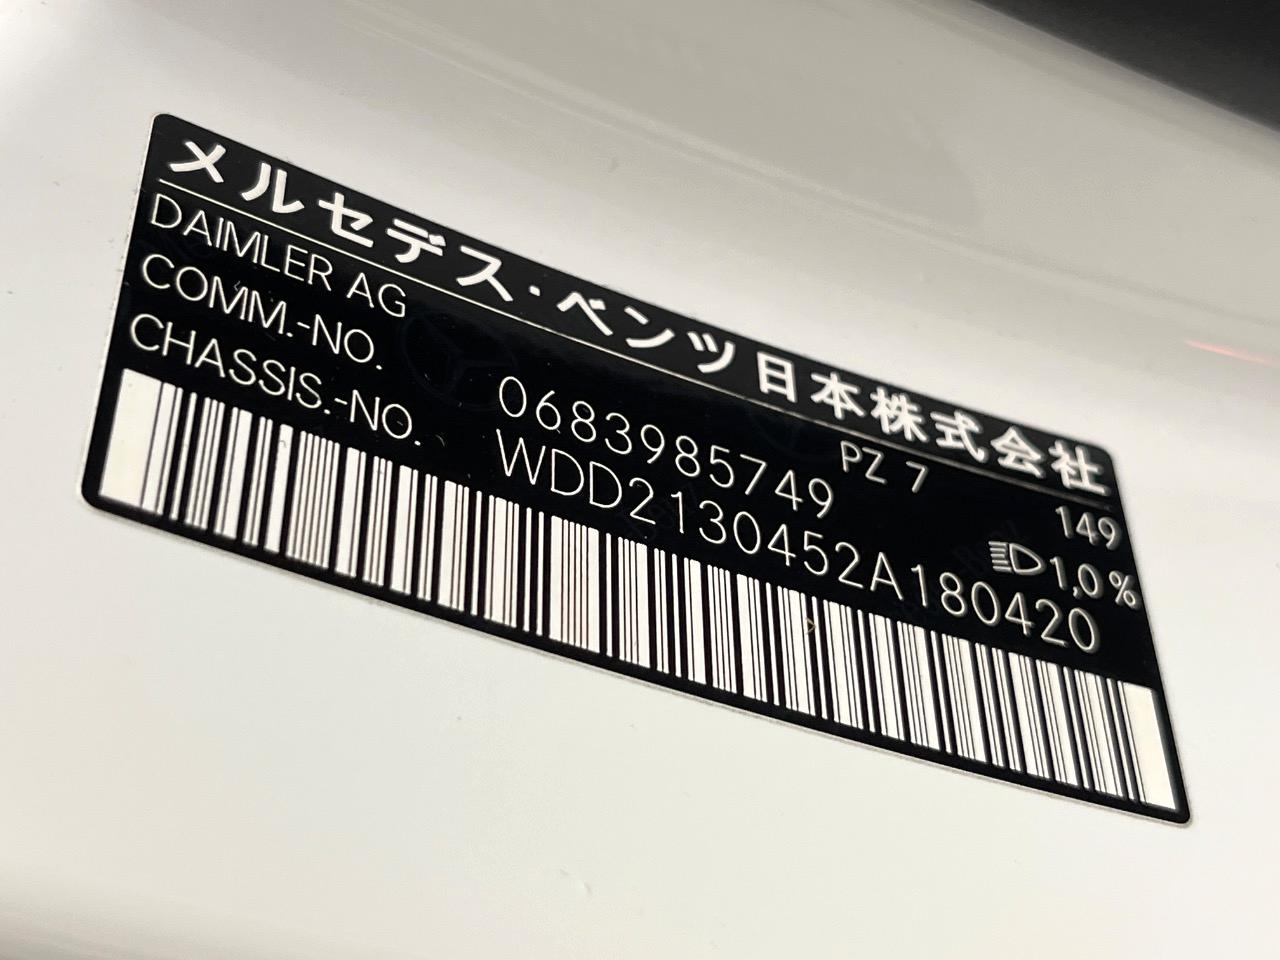 メルセデス・ベンツ日本株式会社
DAIMLER AG
COMM.-NO. 0683985749 PZ 7 149
1,0%
CHASSIS.-NO. WDD2130452A180420